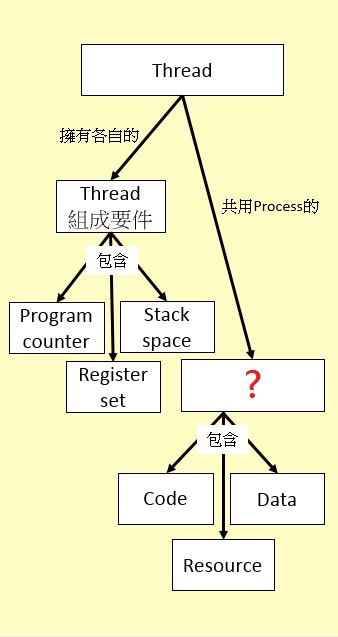 Thread
擁有各自的
Thread
組成要件
共用Process的
包含
Program
counter
Stack
space
Register
set
?
包含
Code
Data
Resource